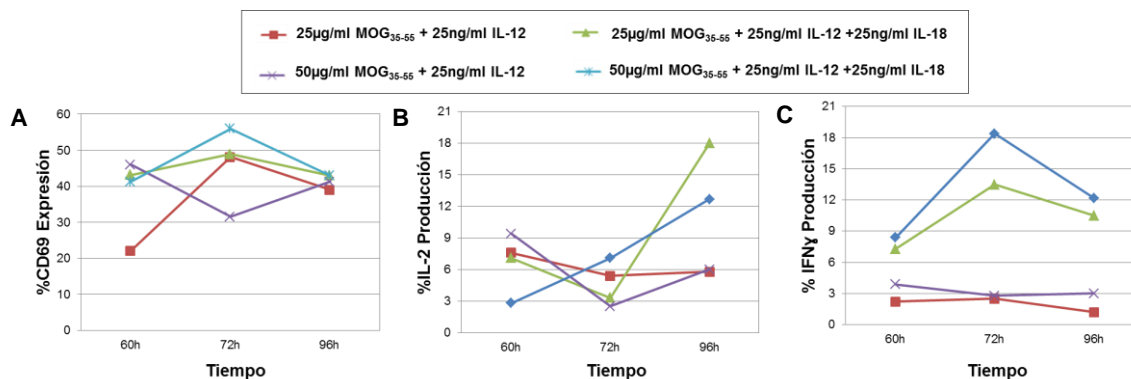 25µg/ml MOG₃₅₋₅₅ + 25ng/ml IL-12
25µg/ml MOG₃₅₋₅₅ + 25ng/ml IL-12 +25ng/ml IL-18
50µg/ml MOG₃₅₋₅₅ + 25ng/ml IL-12
50µg/ml MOG₃₅₋₅₅ + 25ng/ml IL-12 +25ng/ml IL-18
A
%CD69 Expresión
60
50
40
30
20
10
0
60h 72h 96h
Tiempo
B
%IL-2 Producción
21
18
15
12
9
6
3
0
60h 72h 96h
Tiempo
C
% IFNɣ Producción
21
18
15
12
9
6
3
0
60h 72h 96h
Tiempo